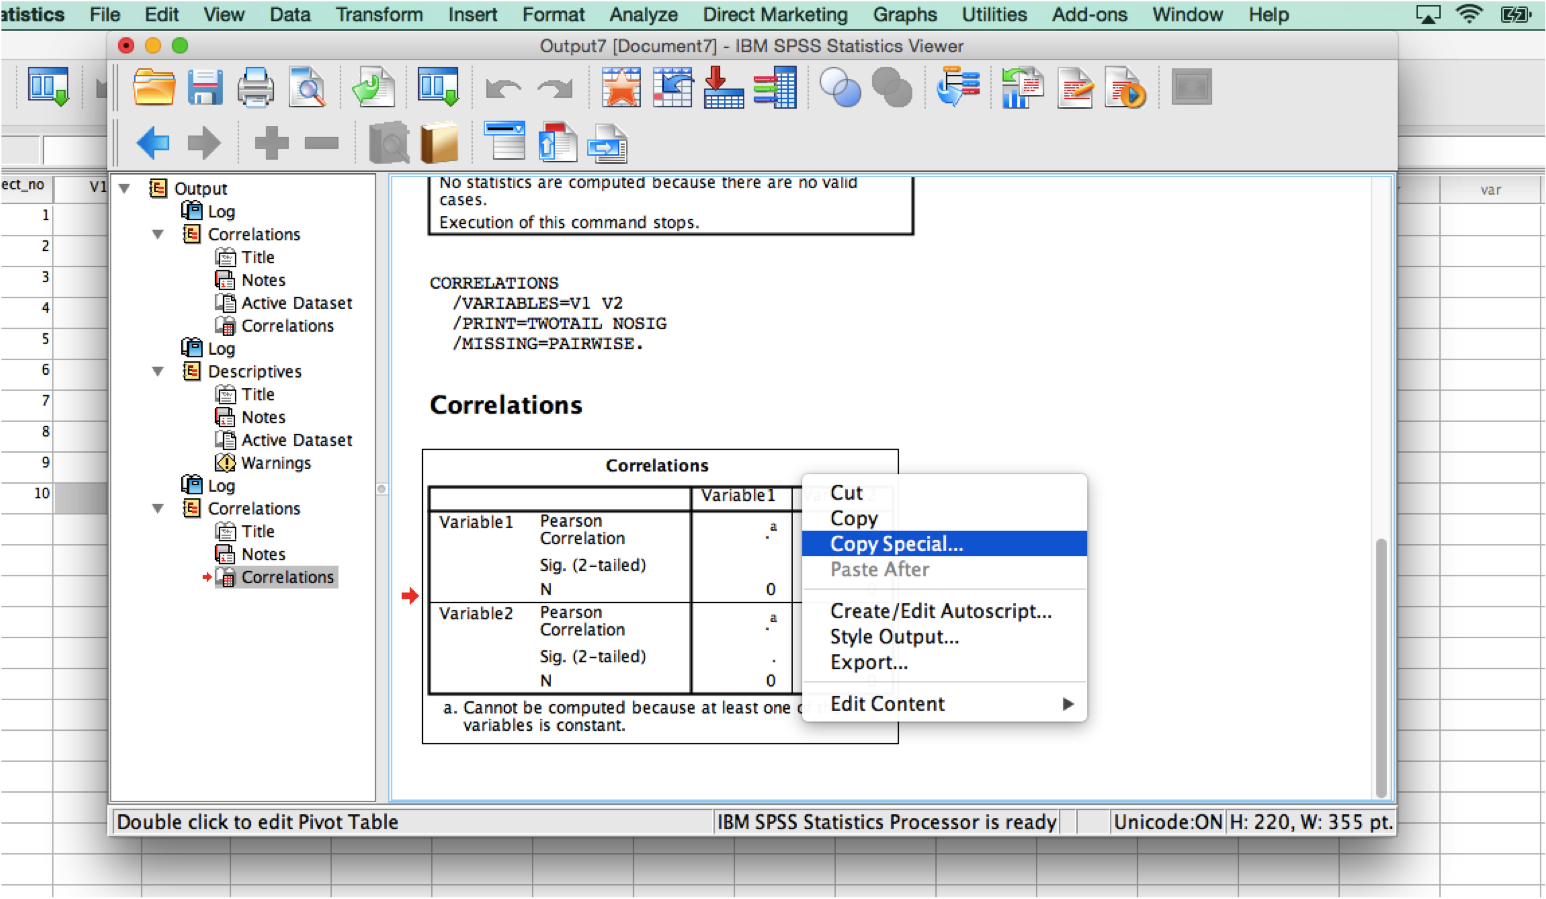 atistics File Edit View Data Transform Insert Format Analyze Direct Marketing Graphs Utilities Add-ons Window Help
Output7 [Document7] - IBM SPSS Statistics Viewer
ect_no V1
var
1
2
3
4
5
6
7
8
9
10
Output
Log
Correlations
Title
Notes
Active Dataset
Correlations
Log
Descriptives
Title
Notes
Active Dataset
Warnings
Log
Correlations
Title
Notes
Correlations
No statistics are computed because there are no valid
cases.
Execution of this command stops.
CORRELATIONS
/VARIABLES=V1 V2
/PRINT=TWOTAIL NOSIG
/MISSING=PAIRWISE.
Correlations
Correlations
Variable1
Variable1 Pearson
Correlation .a
Sig. (2-tailed)
N 0
Variable2 Pearson
Correlation .a
Sig. (2-tailed) .
N 0
a. Cannot be computed because at least one of the
variables is constant.
Cut
Copy
Copy Special...
Paste After
Create/Edit Autoscript...
Style Output...
Export...
Edit Content
Double click to edit Pivot Table
IBM SPSS Statistics Processor is ready
Unicode:ON
H: 220, W: 355 pt.